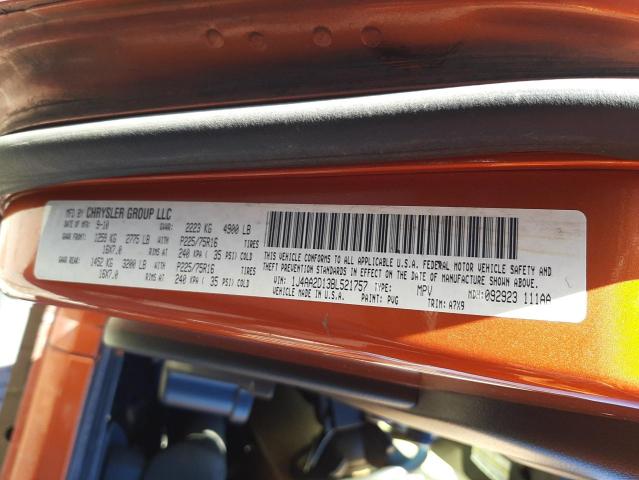 MFD BY CHRYSLER GROUP LLC
DATE OF MFR: 9-10 GVWR: 2223 KG 4900 LB
GAWR FRONT: 1259 KG 2775 LB WITH P225/75R16 TIRES
16X7.0 RIMS AT 240 KPA ( 35 PSI) COLD
GAWR REAR: 1452 KG 3200 LB WITH P225/75R16 TIRES
16X7.0 RIMS AT 240 KPA ( 35 PSI) COLD
THIS VEHICLE CONFORMS TO ALL APPLICABLE U.S.A. FEDERAL MOTOR VEHICLE SAFETY AND
THEFT PREVENTION STANDARDS IN EFFECT ON THE DATE OF MANUFACTURE SHOWN ABOVE.
VIN: 1J4AA2D13BL521757 TYPE: MPV MDH: 092923 111AA
VEHICLE MADE IN U.S.A. PAINT: PVG TRIM: A7X9